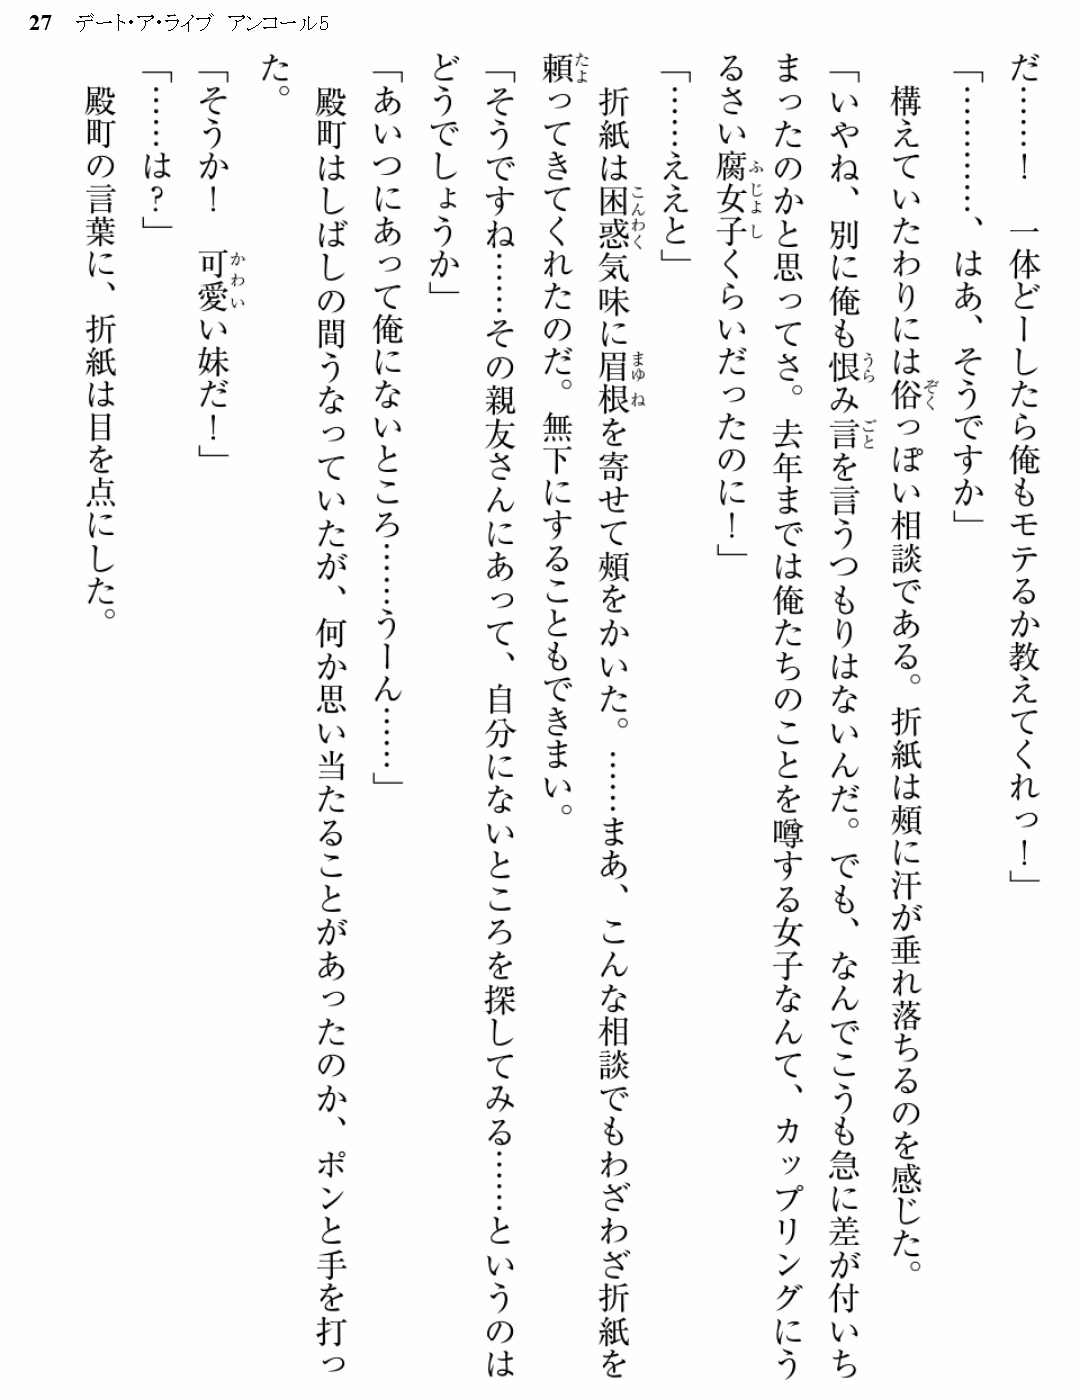 27　デート・ア・ライブ　アンコール5
だ………！　一体どーしたら俺もモテるか教えてくれっ！」
「…………、はあ、そうですか」
　構えていたわりには俗っぽい相談である。折紙は頬に汗が垂れ落ちるのを感じた。
「いやね、別に俺も恨み言を言うつもりはないんだ。でも、なんでこうも急に差が付いち
まったのかと思ってさ。去年までは俺たちのことを噂する女子なんて、カップリングにう
るさい腐女子くらいだったのに！」
「……ええと」
　折紙は困惑気味に眉根を寄せて頬をかいた。……まあ、こんな相談でもわざわざ折紙を
頼ってきてくれたのだ。無下にすることもできまい。
「そうですね……その親友さんにあって、自分にないところを探してみる……というのは
どうでしょうか」
「あいつにあって俺にないところ……うーん……」
　殿町はしばしの間うなっていたが、何か思い当たることがあったのか、ポンと手を打っ
た。
「そうか！　可愛い妹だ！」
「……は？」
　殿町の言葉に、折紙は目を点にした。